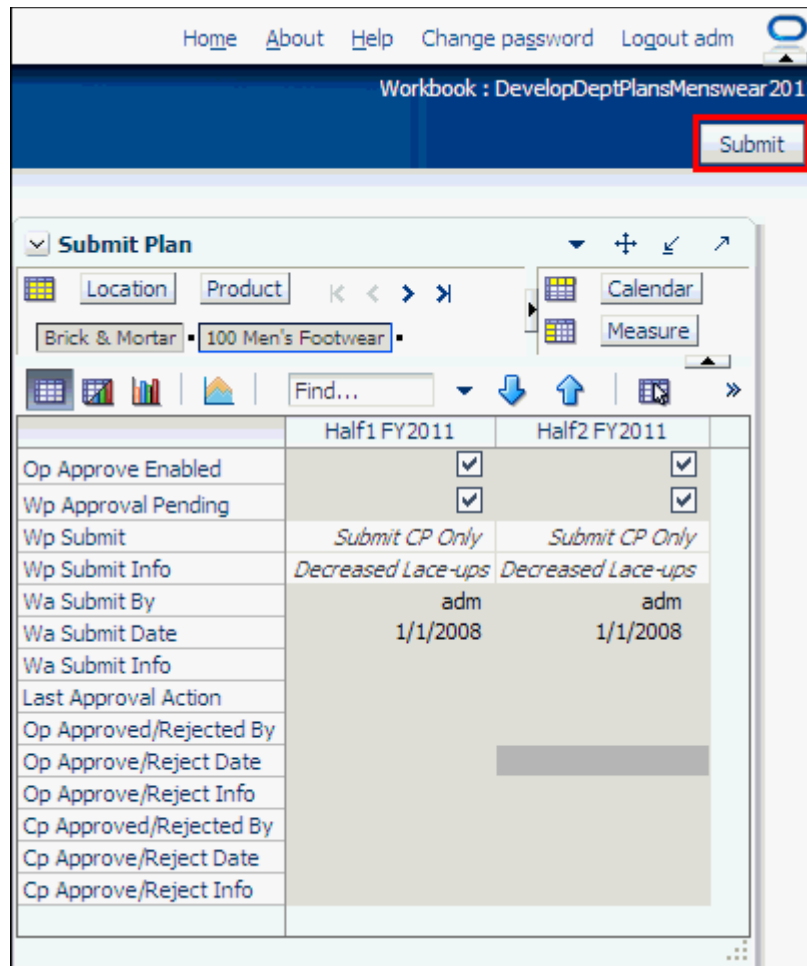 Home About Help Change password Logout adm
Workbook : DevelopDeptPlansMenswear201
Submit
Submit Plan
Location Product Calendar
Brick & Mortar 100 Men's Footwear Measure
Find...
Half1 FY2011 Half2 FY2011
Op Approve Enabled
Wp Approval Pending
Wp Submit Submit CP Only Submit CP Only
Wp Submit Info Decreased Lace-ups Decreased Lace-ups
Wa Submit By adm adm
Wa Submit Date 1/1/2008 1/1/2008
Wa Submit Info
Last Approval Action
Op Approved/Rejected By
Op Approve/Reject Date
Op Approve/Reject Info
Cp Approved/Rejected By
Cp Approve/Reject Date
Cp Approve/Reject Info